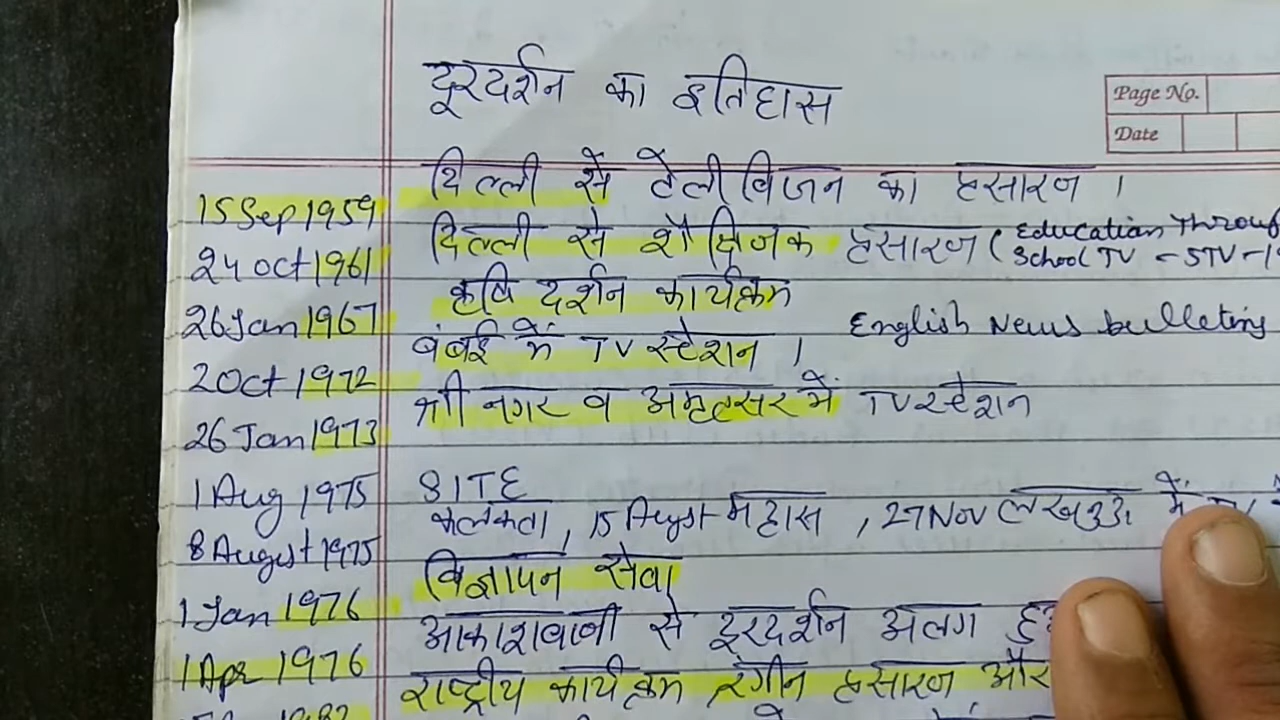 दूरदर्शन का इतिहास
Page No.
Date
15 Sep 1959 दिल्ली से टेलीविजन का प्रसारण ।
24 Oct 1961 दिल्ली से शैक्षिणक प्रसारण ( Education Through
School TV - STV - 1
26 Jan 1967 कृषि दर्शन कार्यक्रम
2 Oct 1972 बंबई में TV स्टेशन । English News bulleting
26 Jan 1973 श्री नगर व अमृतसर में TV स्टेशन
1 Aug 1975 SITE
8 August 1975 कलकता, 15 August मद्रास, 27 Nov लखनऊ में
1 Jan 1976 विज्ञापन सेवा
1 Apr 1976 आकाशवाणी से दूरदर्शन अलग
1982 राष्ट्रीय कार्यक्रम, रंगीन प्रसारण और